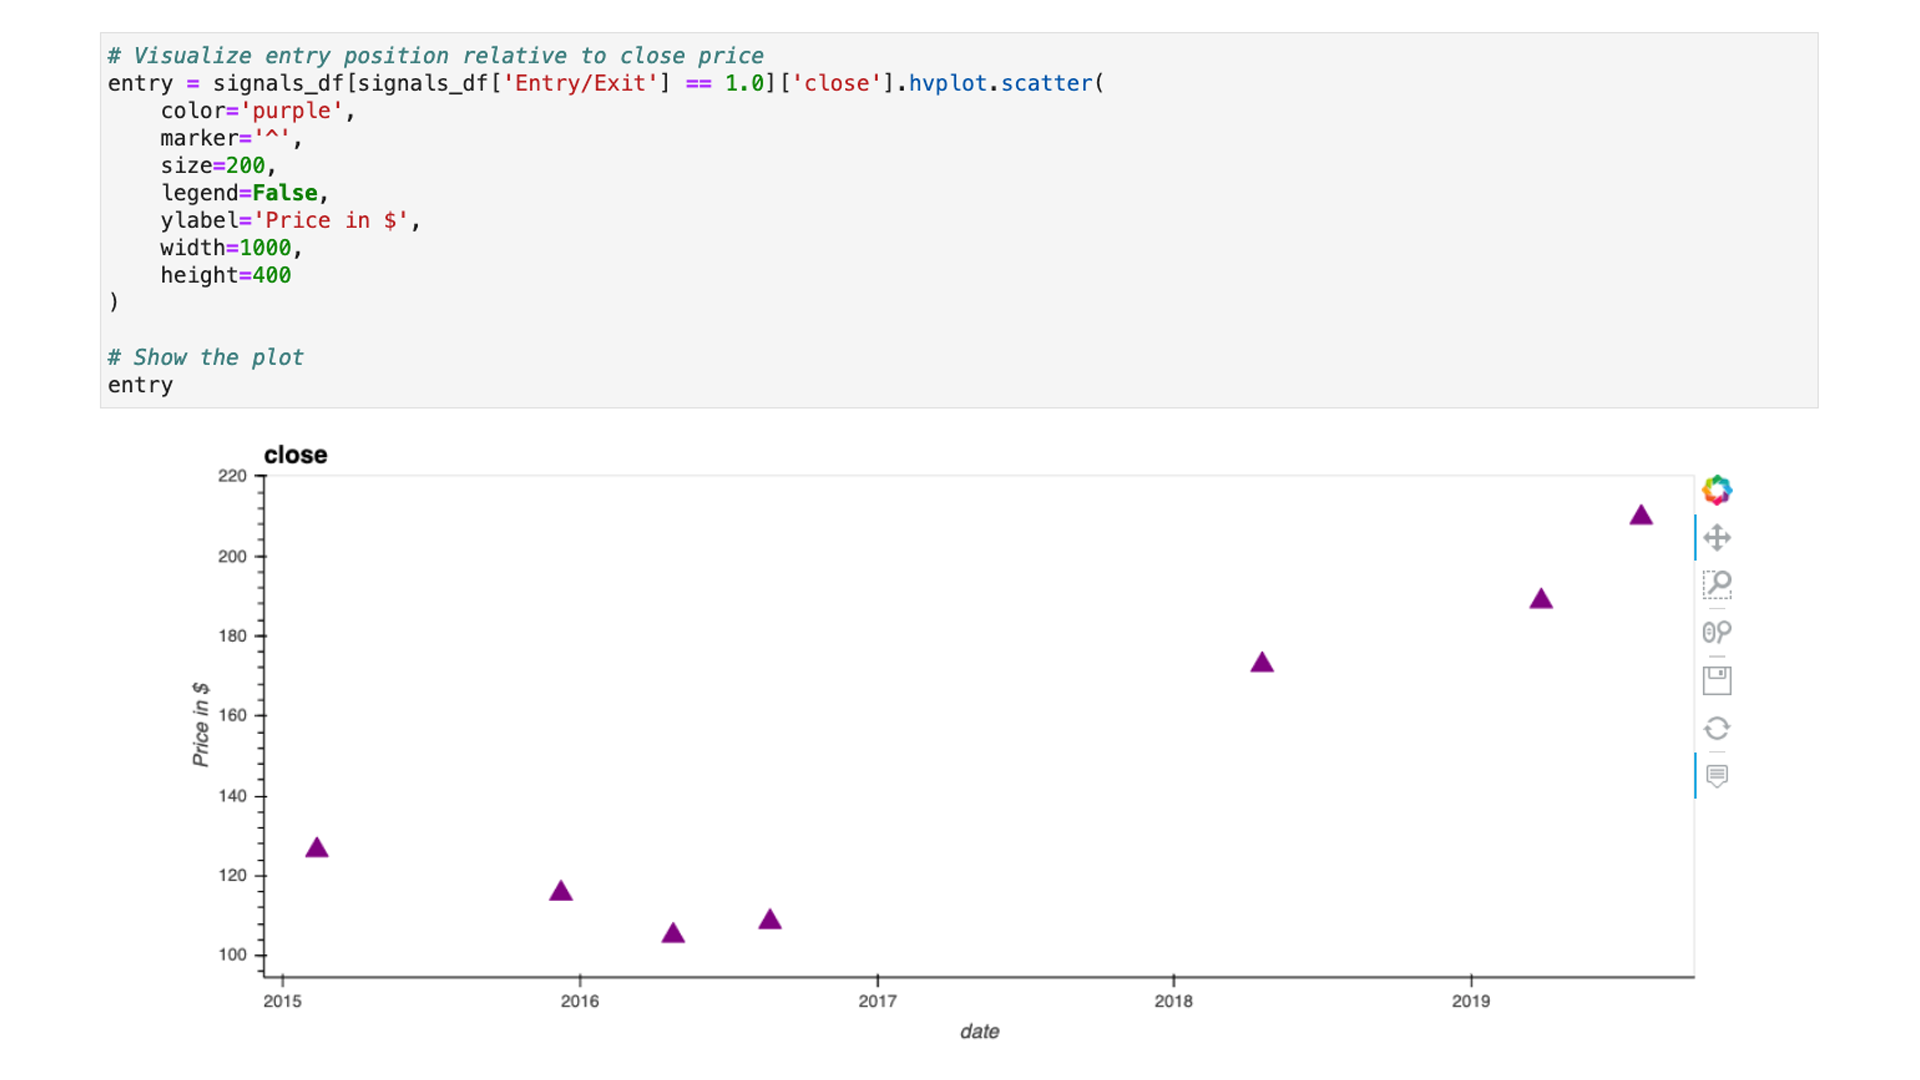 # Visualize entry position relative to close price
entry = signals_df[signals_df['Entry/Exit'] == 1.0]['close'].hvplot.scatter(
    color='purple',
    marker='^',
    size=200,
    legend=False,
    ylabel='Price in $',
    width=1000,
    height=400
)

# Show the plot
entry
close
220
200
180
160
140
120
100
Price in $
2015 2016 2017 2018 2019
date